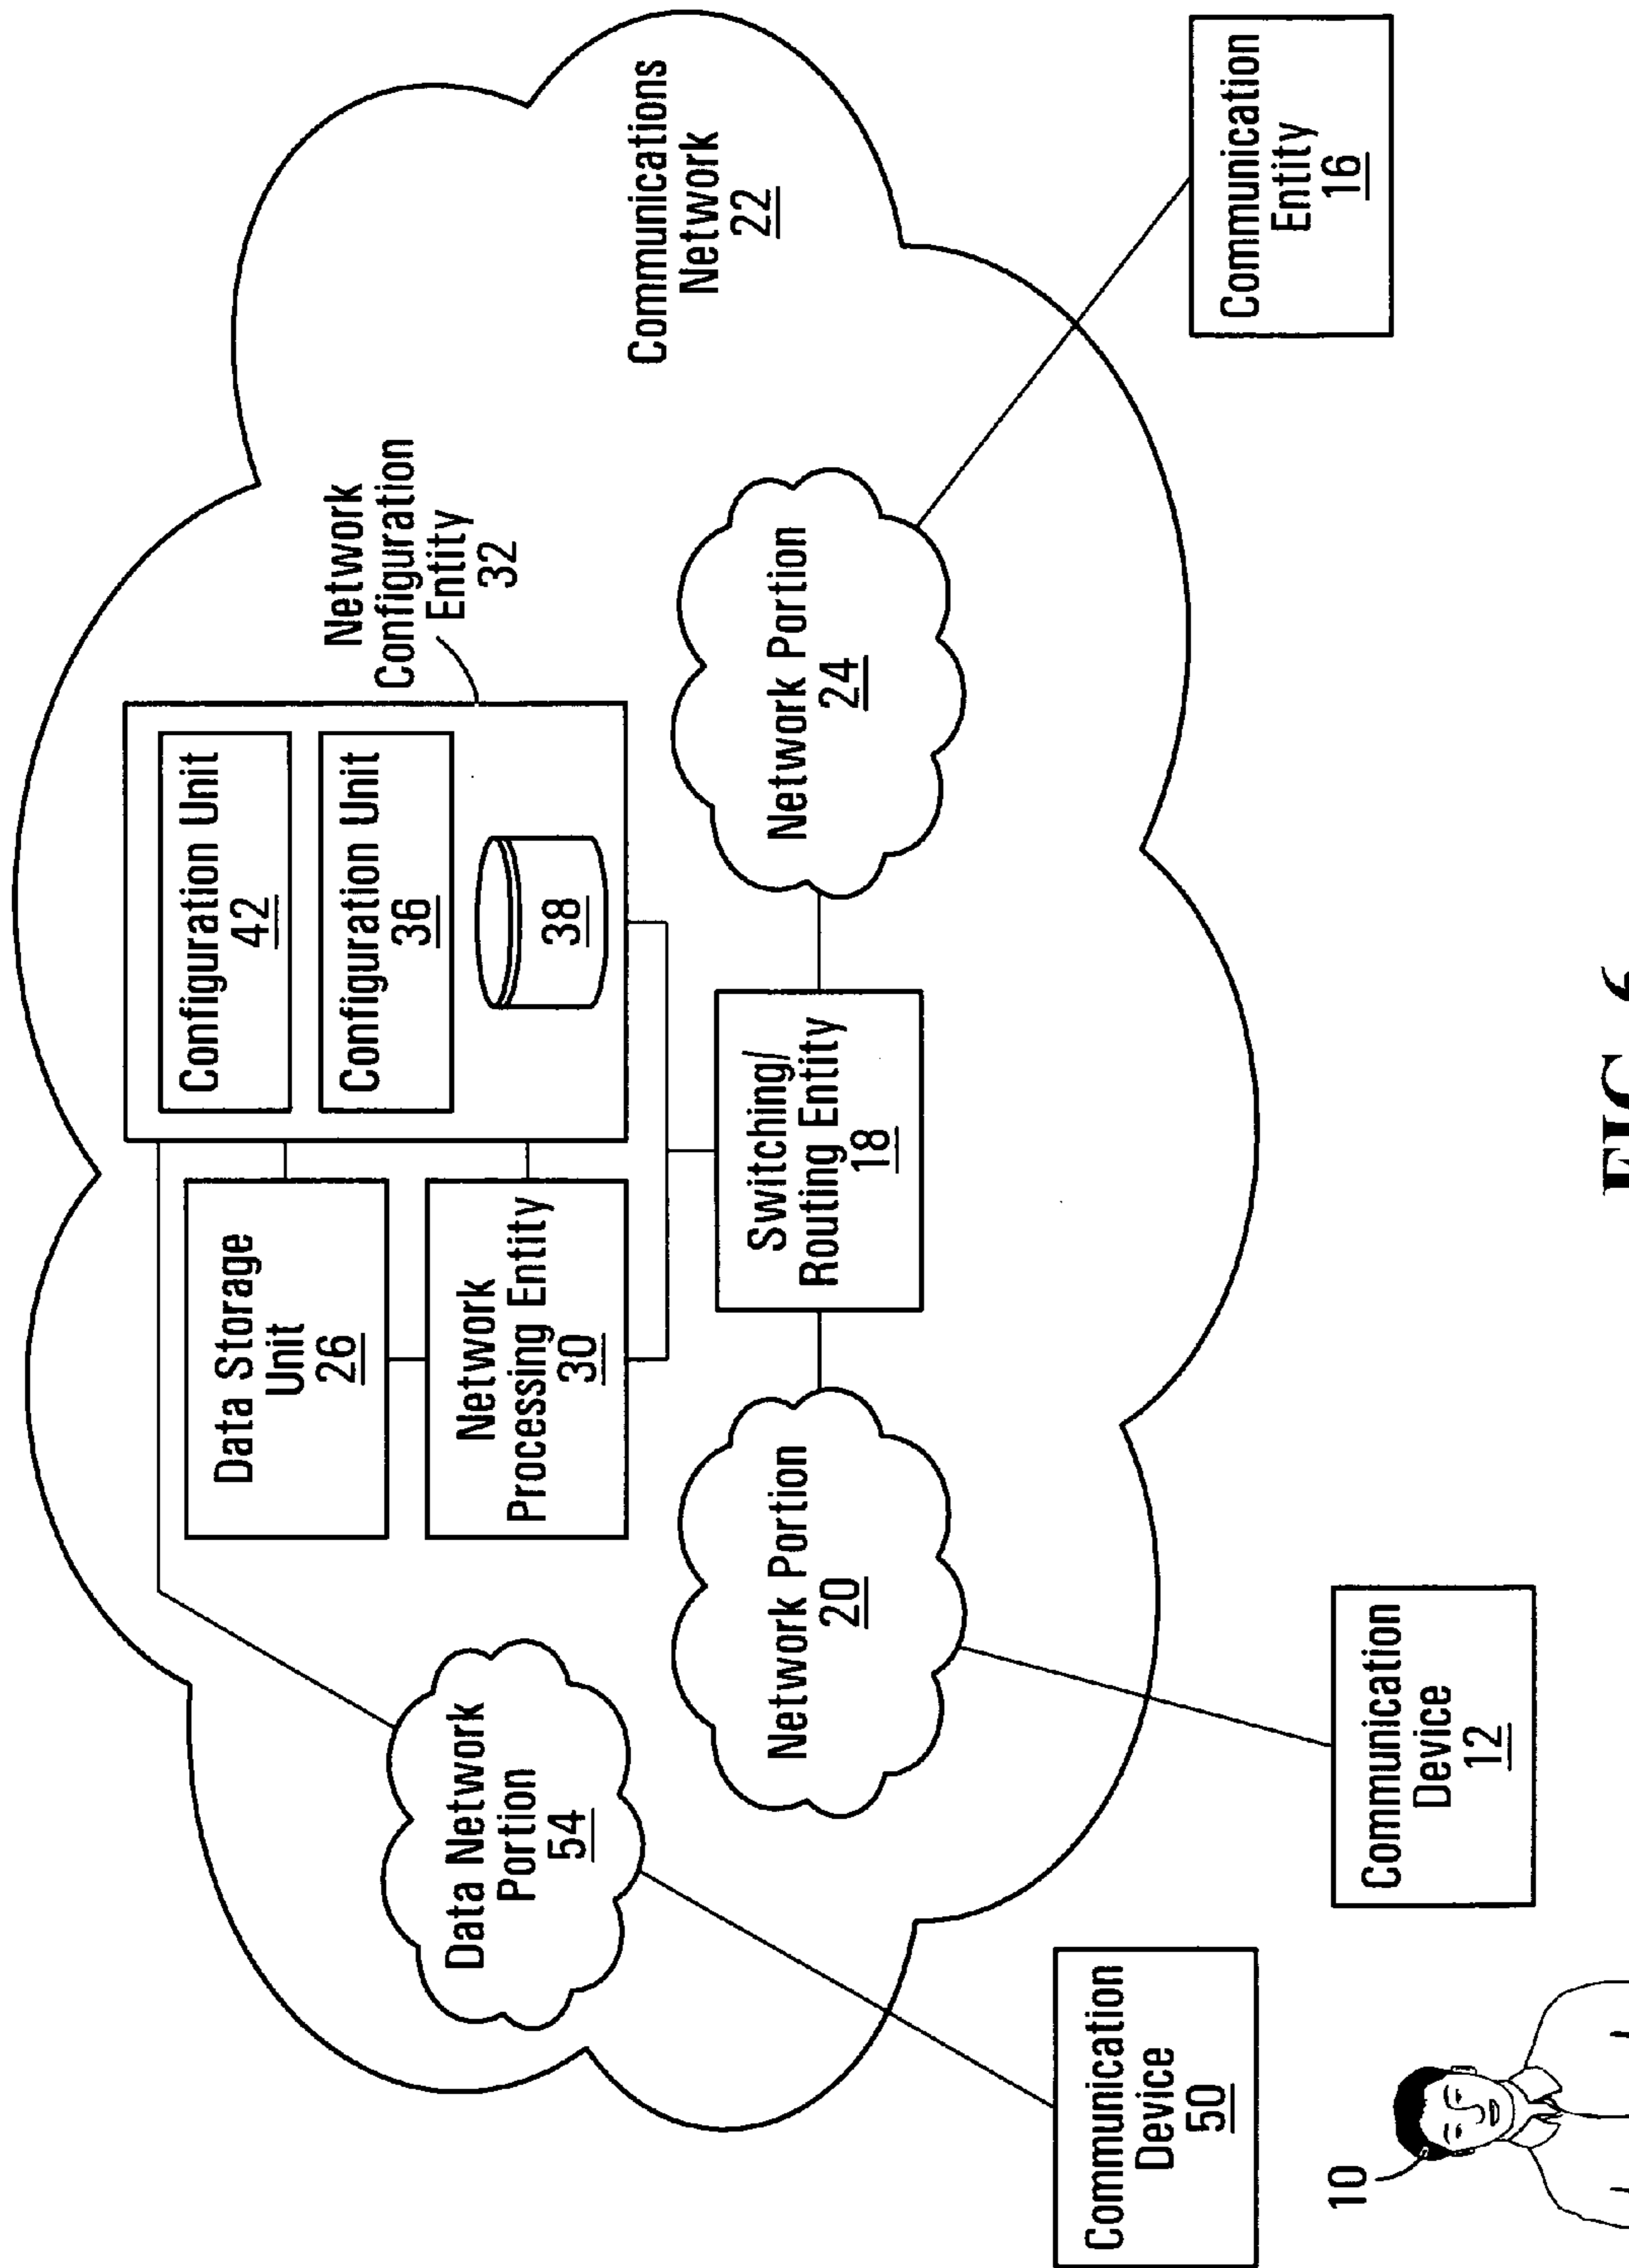 Communications
Network
22
Network
Configuration
Entity
32
Configuration Unit
42
Configuration Unit
36
38
Data Storage
Unit
26
Network
Processing Entity
30
Switching/
Routing Entity
18
Data Network
Portion
54
Network Portion
20
Network Portion
24
Communication
Device
50
Communication
Device
12
Communication
Entity
16
10
FIG. 6